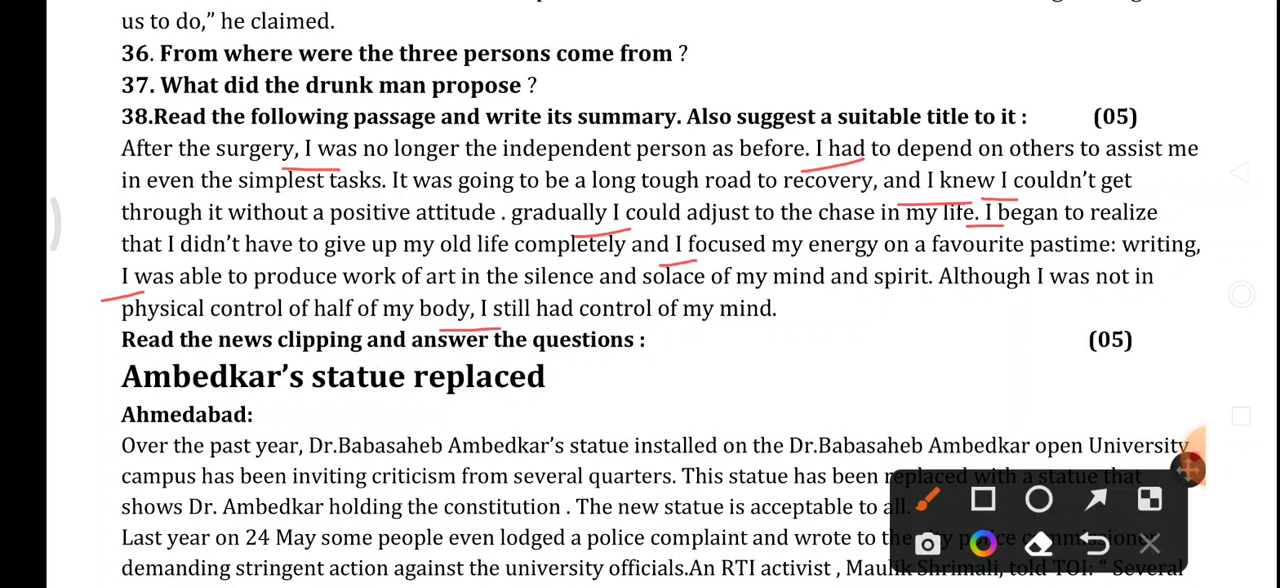 us to do,” he claimed.
36. From where were the three persons come from ?
37. What did the drunk man propose ?
38.Read the following passage and write its summary. Also suggest a suitable title to it : (05)
After the surgery, I was no longer the independent person as before. I had to depend on others to assist me
in even the simplest tasks. It was going to be a long tough road to recovery, and I knew I couldn’t get
through it without a positive attitude . gradually I could adjust to the chase in my life. I began to realize
that I didn’t have to give up my old life completely and I focused my energy on a favourite pastime: writing,
I was able to produce work of art in the silence and solace of my mind and spirit. Although I was not in
physical control of half of my body, I still had control of my mind.
Read the news clipping and answer the questions : (05)
Ambedkar’s statue replaced
Ahmedabad:
Over the past year, Dr.Babasaheb Ambedkar’s statue installed on the Dr.Babasaheb Ambedkar open University
campus has been inviting criticism from several quarters. This statue has been replaced with a statue that
shows Dr. Ambedkar holding the constitution . The new statue is acceptable to all.
Last year on 24 May some people even lodged a police complaint and wrote to the city police commissioner
demanding stringent action against the university officials.An RTI activist , Maulik Shrimali, told TOI: “ Several